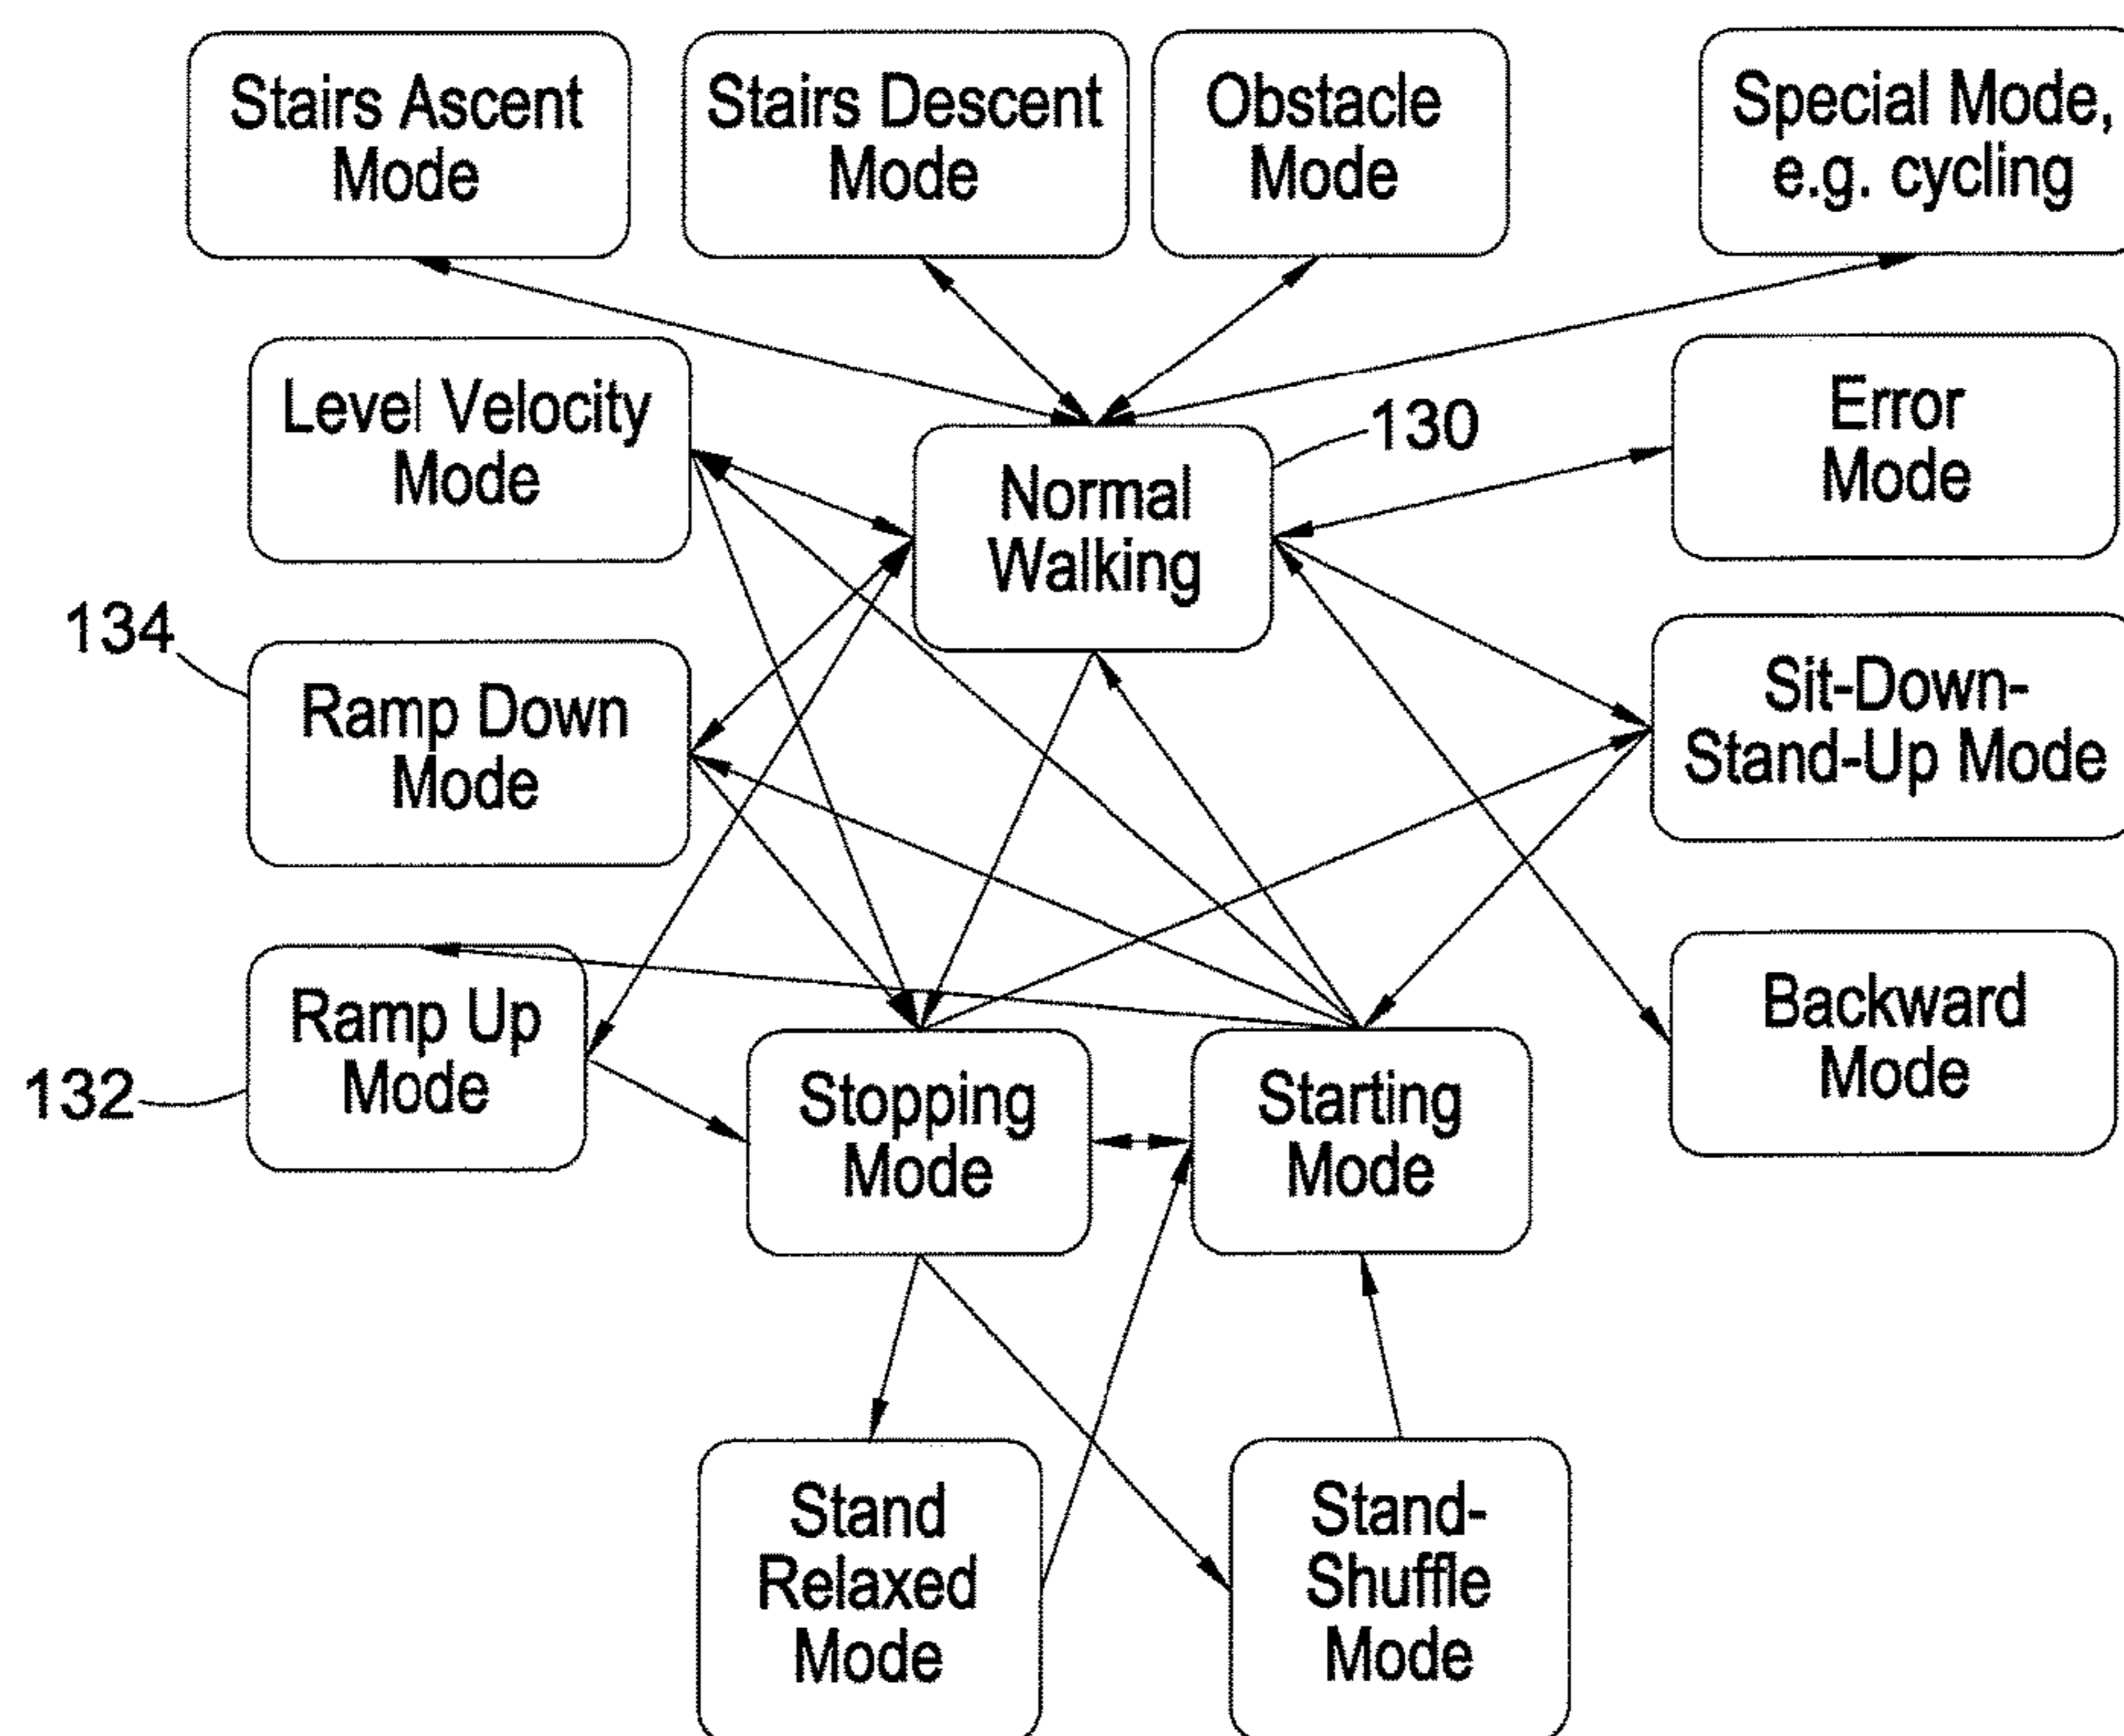 Stairs Ascent
Mode
Stairs Descent
Mode
Obstacle
Mode
Special Mode,
e.g. cycling
Level Velocity
Mode
Normal
Walking
130
Error
Mode
134
Ramp Down
Mode
Sit-Down-
Stand-Up Mode
Ramp Up
Mode
132
Stopping
Mode
Starting
Mode
Backward
Mode
Stand
Relaxed
Mode
Stand-
Shuffle
Mode